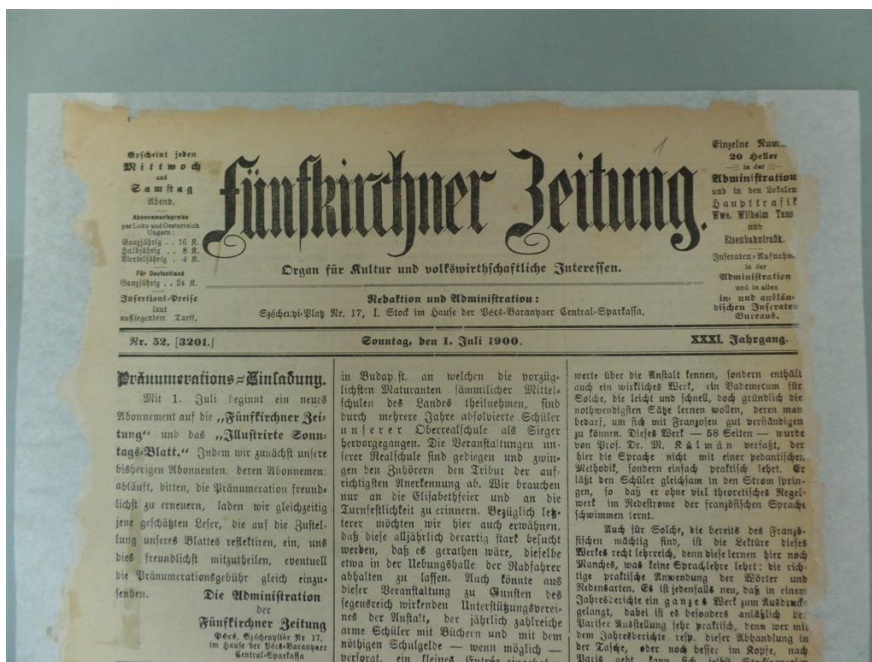 Erscheint jeden
Mittwoch
und
Samstag
Abend.
Abonnementspreise
per Loko und Oesterreich
Ungarn:
Ganzjährig . . 16 K.
Halbjährig . . 8 K.
Vierteljährig . 4 K.
Für Deutschland
Ganzjährig . . 24 K.
Insertions-Preise
laut
aufliegendem Tarif.
Fünfkirchner Zeitung.
Organ für Kultur und volkswirthschaftliche Interessen.
Redaktion und Administration:
Széchenyi-Platz Nr. 17, I. Stock im Hause der Pécs-Baranyaer Central-Sparkassa.
1
Einzelne Num...
20 Heller
— in der —
Administration
und in den Lokalen
Haupttrafik
Wwe. Wilhelm Taus
und
Eisenbahntrafik.
Inseraten-Aufnahm.
in der
Administration
und in allen
in- und auslän-
dischen Inseraten
Bureaus.
Nr. 52. [3201.] Sonntag, den 1. Juli 1900. XXXI. Jahrgang.
Pränumerations-Einladung.
Mit 1. Juli beginnt ein neues
Abonnement auf die „Fünfkirchner Zei-
tung“ und das „Illustrirte Sonn-
tags-Blatt.“ Indem wir zunächst unsere
bisherigen Abonnenten, deren Abonnement
abläuft, bitten, die Pränumeration freund-
lichst zu erneuern, laden wir gleichzeitig
jene geschätzten Leser, die auf die Zustel-
lung unseres Blattes reflektiren, ein, uns
dies freundlichst mitzutheilen, eventuell
die Pränumerationsgebühr gleich einzu-
senden.
Die Administration
der
Fünfkirchner Zeitung
Pécs, Széchenyitér Nr 17.
im Hause der Pécs-Baranyaer
Central-Sparkassa
in Budap.st. an welchen die vorzüg-
lichsten Maturanten sämmtlicher Mittel-
schulen des Landes theilnehmen, sind
durch mehrere Jahre absolvierte Schüler
unserer Oberrealschule als Sieger
hervorgegangen. Die Veranstaltungen un-
serer Realschule sind gediegen und zwin-
gen den Zuhörern den Tribut der auf-
richtigsten Anerkennung ab. Wir brauchen
nur an die Elisabethfeier und an die
Turnfestlichkeit zu erinnern. Bezüglich letz-
terer möchten wir hier auch erwähnen,
daß diese alljährlich derartig stark besucht
werden, daß es gerathen wäre, dieselbe
etwa in der Uebungshalle der Radfahrer
abhalten zu lassen. Auch könnte aus
dieser Veranstaltung zu Gunsten des
segensreich wirkenden Unterstützungsverei-
nes der Anstalt, der jährlich zahlreiche
arme Schüler mit Büchern und mit dem
nöthigen Schulgelde — wenn möglich —
versorgt, ein kleines Entrée eingehoben
werte über die Anstalt kennen, sondern enthält
auch ein wirkliches Werk, ein Vademecum für
Solche, die leicht und schnell, doch gründlich die
nothwendigsten Sätze lernen wollen, deren man
bedarf, um sich mit Franzosen gut verständigen
zu können. Dieses Werk — 58 Seiten — wurde
von Prof. Dr. M. Kálmán verfaßt, der
hier die Sprache nicht mit einer pedantischen
Methodik, sondern einfach praktisch lehrt. Er
läßt den Schüler gleichsam in den Strom sprin-
gen, so daß er ohne viel theoretisches Regel-
werk im Redestrome der französischen Sprache
schwimmen lernt.
Auch für Solche, die bereits des Französi-
sischen mächtig sind, ist die Lektüre dieses
Werkes recht lehrreich, denn diese lernen hier noch
Manches, was keine Sprachlehre lehrt: die rich-
tige praktische Anwendung der Wörter und
Redensarten. Es ist jedenfalls neu, daß in einem
Jahresberichte ein ganzes Werk zum Ausdruck
gelangt, dabei ist es besonders anläßlich der
Pariser Ausstellung sehr praktisch, denn wer mit
dem Jahresberichte resp. dieser Abhandlung in
der Tasche, oder noch besser im Kopfe, nach
Paris geht, kann sich